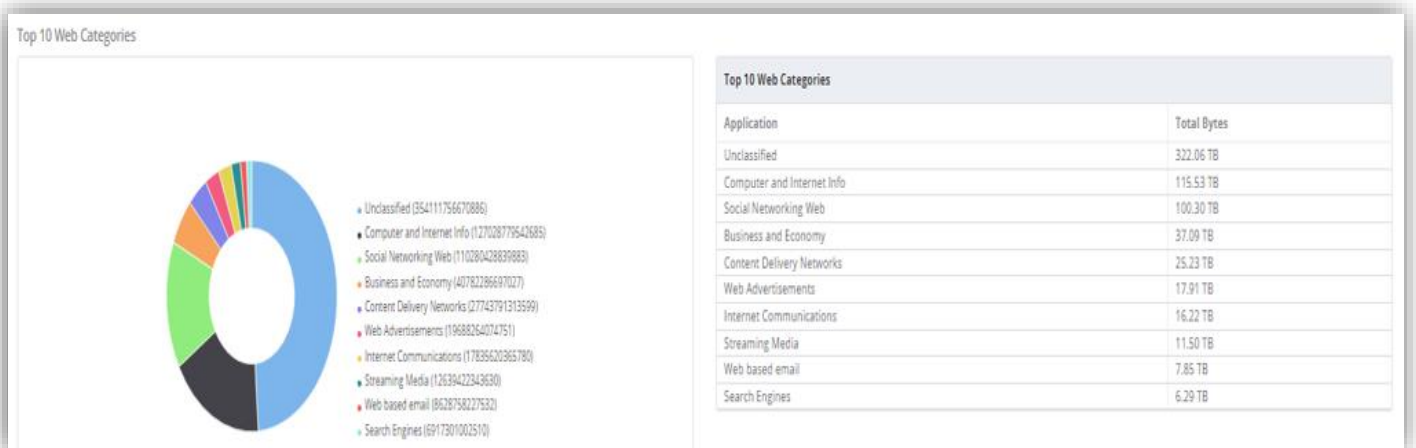 Top 10 Web Categories
Unclassified (354111756670886)
Computer and Internet Info (127028779542685)
Social Networking Web (110280428839883)
Business and Economy (40782286697027)
Content Delivery Networks (27743791313599)
Web Advertisements (19688264074751)
Internet Communications (17835620365780)
Streaming Media (12639422343630)
Web based email (8628758227532)
Search Engines (6917301002510)
Top 10 Web Categories
Application Total Bytes
Unclassified 322.06 TB
Computer and Internet Info 115.53 TB
Social Networking Web 100.30 TB
Business and Economy 37.09 TB
Content Delivery Networks 25.23 TB
Web Advertisements 17.91 TB
Internet Communications 16.22 TB
Streaming Media 11.50 TB
Web based email 7.85 TB
Search Engines 6.29 TB